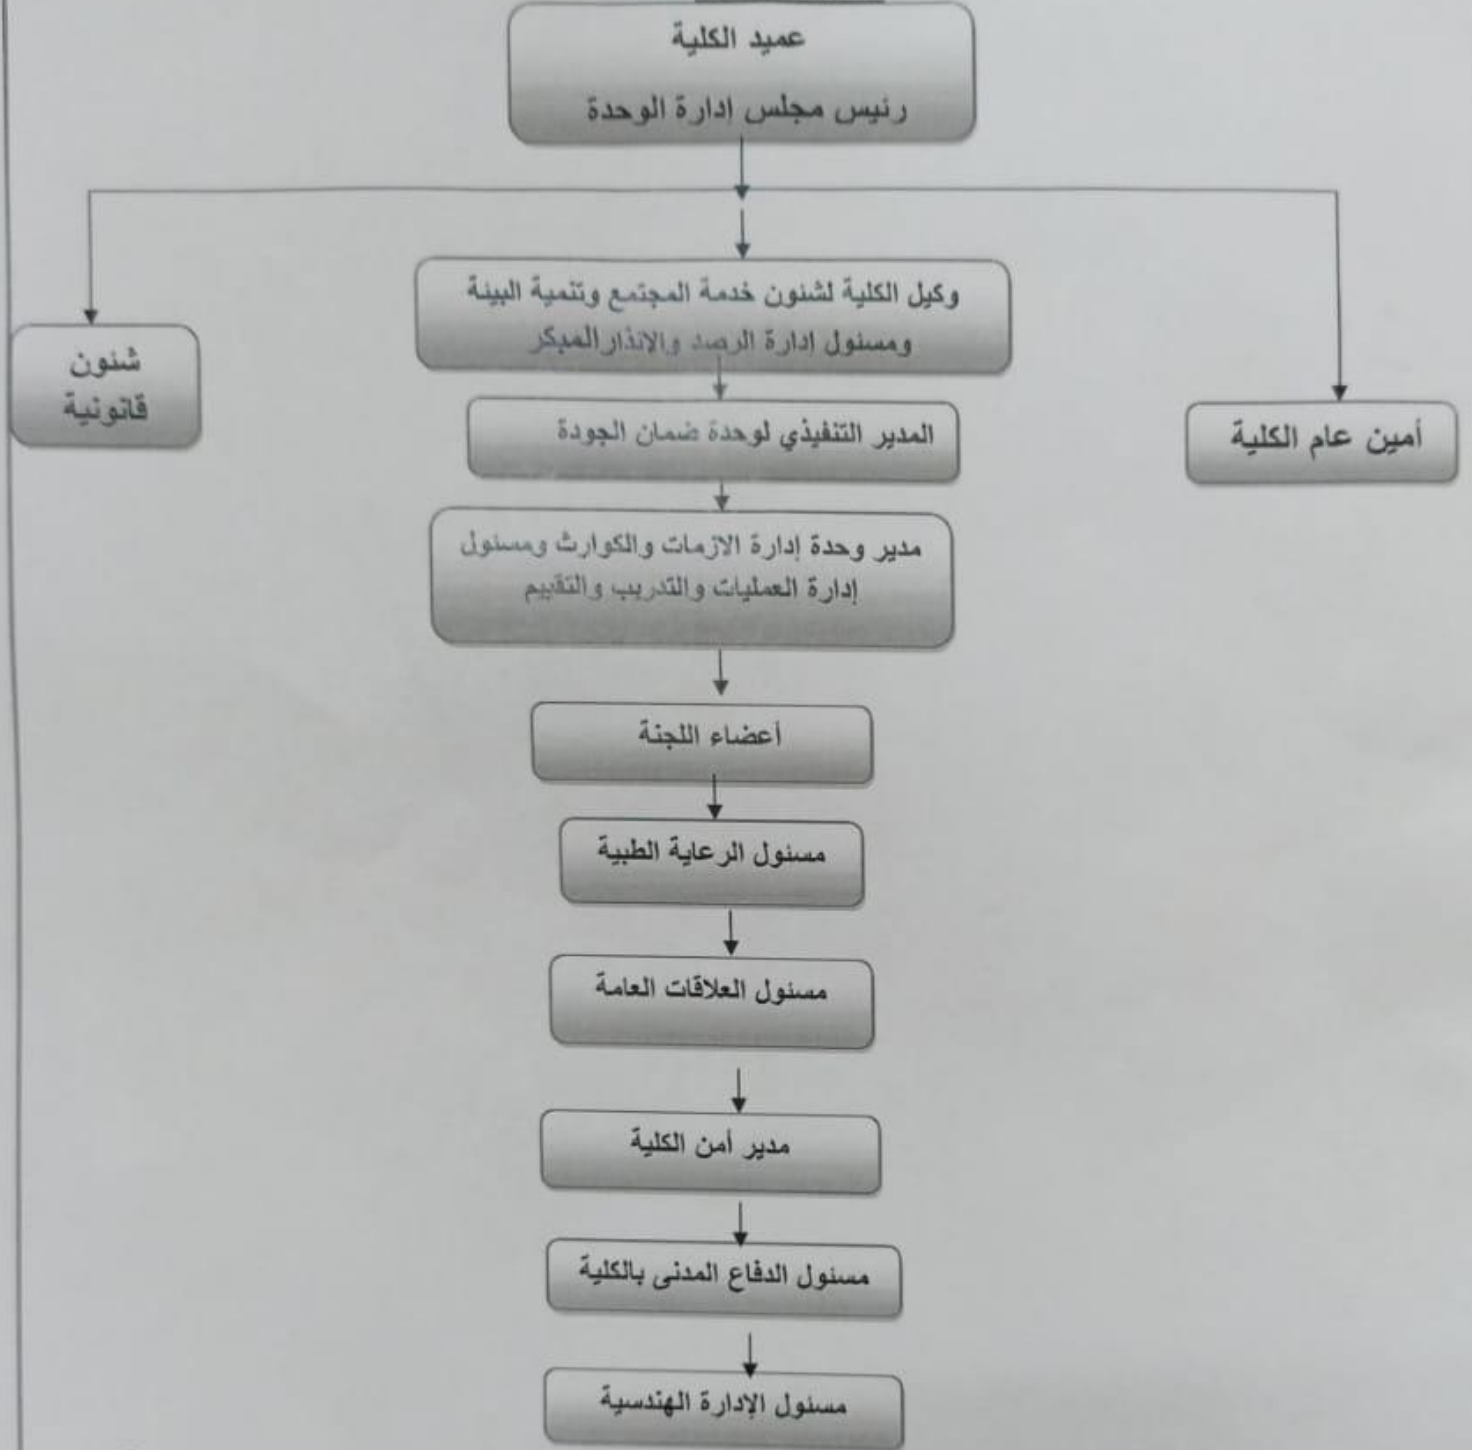 عميد الكلية
رئيس مجلس إدارة الوحدة
وكيل الكلية لشئون خدمة المجتمع وتنمية البيئة
ومسئول إدارة الرصد والانذار المبكر
شئون
قانونية
أمين عام الكلية
المدير التنفيذي لوحدة ضمان الجودة
مدير وحدة إدارة الازمات والكوارث ومسئول
إدارة العمليات والتدريب والتقييم
أعضاء اللجنة
مسئول الرعاية الطبية
مسئول العلاقات العامة
مدير أمن الكلية
مسئول الدفاع المدنى بالكلية
مسئول الإدارة الهندسية